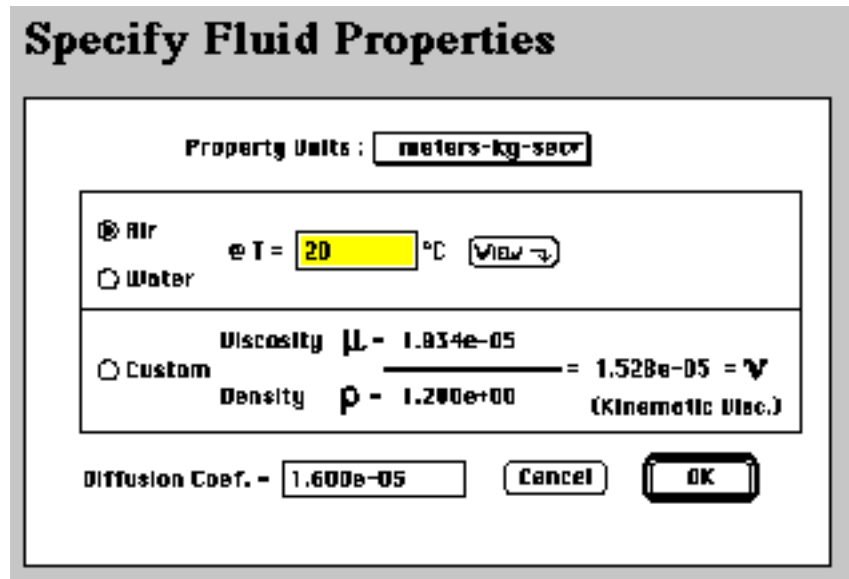 Specify Fluid Properties
Property Units : meters-kg-sec
Air
@ T = 20 °C View
Water
Viscosity μ = 1.834e-05
Custom = 1.528e-05 = ν
Density ρ = 1.200e+00 (Kinematic Visc.)
Diffusion Coef. = 1.600e-05 Cancel OK